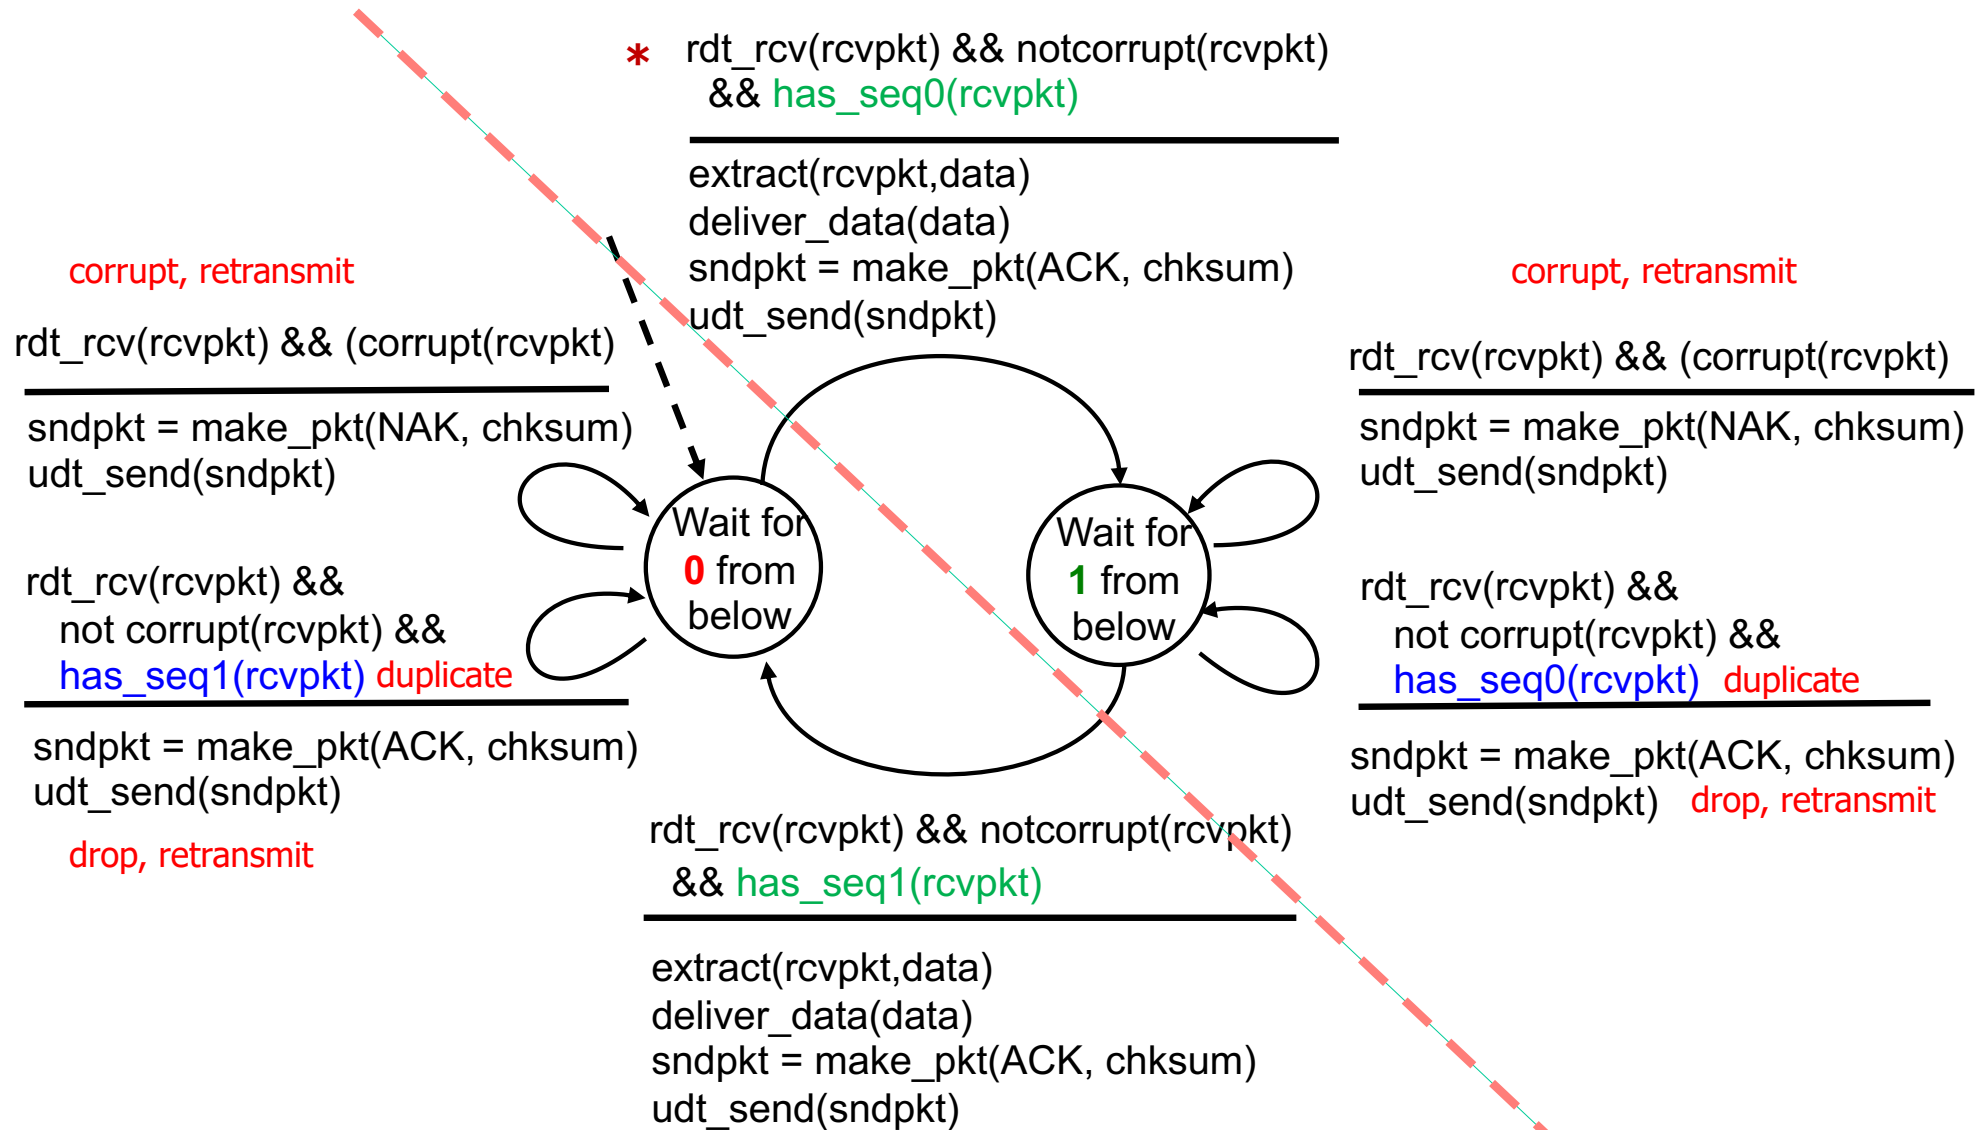 * rdt_rcv(rcvpkt) && notcorrupt(rcvpkt)
&& has_seq0(rcvpkt)
extract(rcvpkt,data)
deliver_data(data)
sndpkt = make_pkt(ACK, chksum)
udt_send(sndpkt)
corrupt, retransmit
rdt_rcv(rcvpkt) && (corrupt(rcvpkt)
sndpkt = make_pkt(NAK, chksum)
udt_send(sndpkt)
rdt_rcv(rcvpkt) &&
not corrupt(rcvpkt) &&
has_seq1(rcvpkt) duplicate
sndpkt = make_pkt(ACK, chksum)
udt_send(sndpkt)
drop, retransmit
Wait for
0 from
below
Wait for
1 from
below
corrupt, retransmit
rdt_rcv(rcvpkt) && (corrupt(rcvpkt)
sndpkt = make_pkt(NAK, chksum)
udt_send(sndpkt)
rdt_rcv(rcvpkt) &&
not corrupt(rcvpkt) &&
has_seq0(rcvpkt) duplicate
sndpkt = make_pkt(ACK, chksum)
udt_send(sndpkt) drop, retransmit
rdt_rcv(rcvpkt) && notcorrupt(rcvpkt)
&& has_seq1(rcvpkt)
extract(rcvpkt,data)
deliver_data(data)
sndpkt = make_pkt(ACK, chksum)
udt_send(sndpkt)